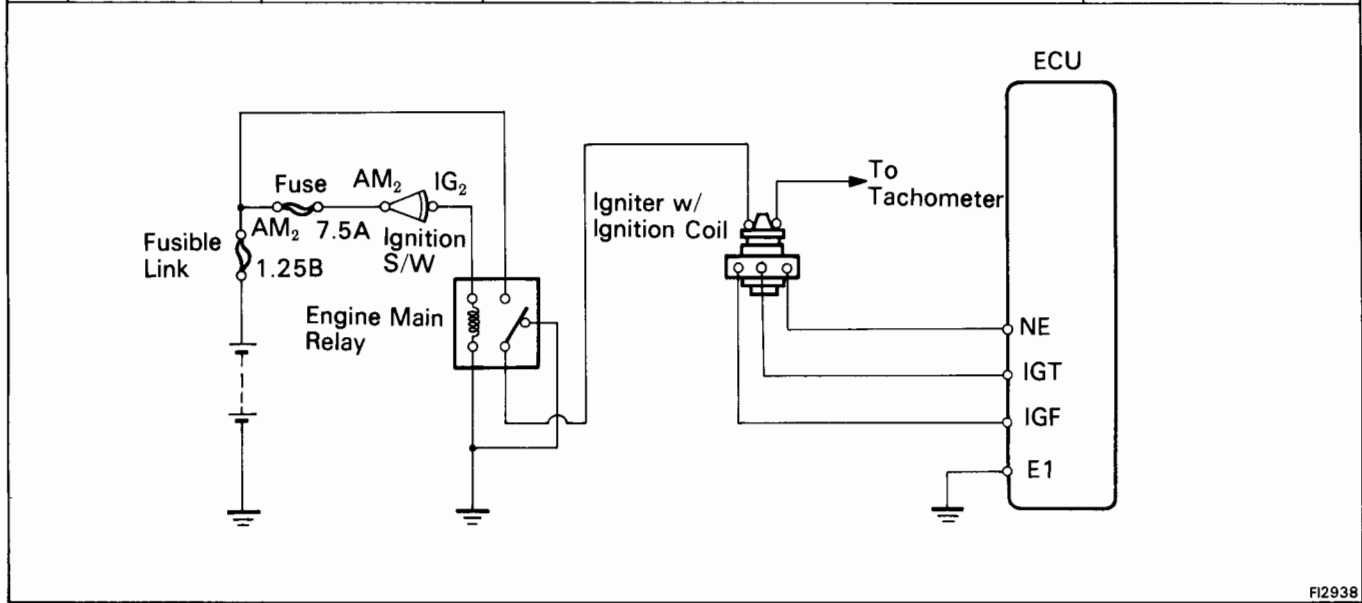 ECU
Fuse
AM₂
IG₂
AM₂
7.5A
Ignition
S/W
Fusible
Link
1.25B
Engine Main
Relay
Igniter w/
Ignition Coil
To
Tachometer
NE
IGT
IGF
E1
FI2938